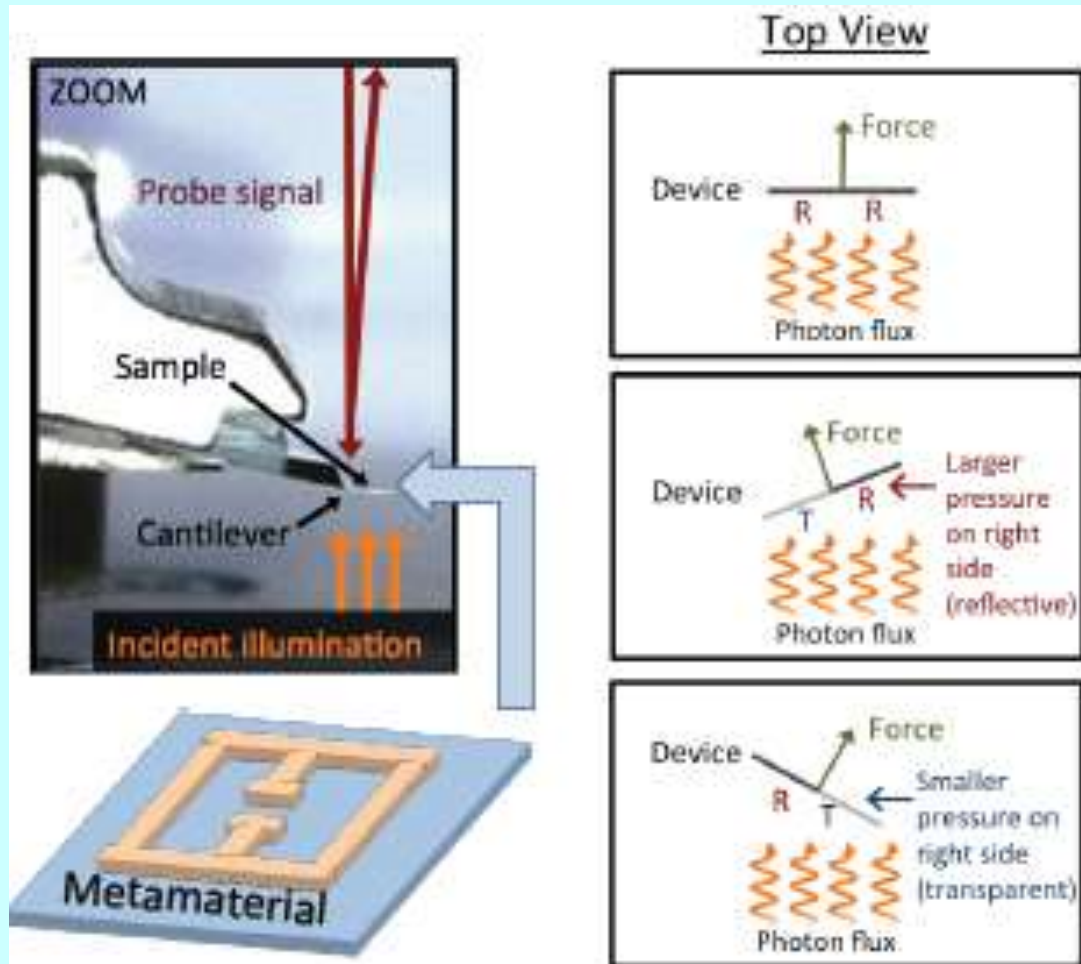 ZOOM
Probe signal
Sample
Cantilever
Incident illumination
Metamaterial
Top View
Force
Device
R R
Photon flux
Force
Device
R
T
Larger
pressure
on right
side
(reflective)
Photon flux
Force
Device
R
T
Smaller
pressure on
right side
(transparent)
Photon flux